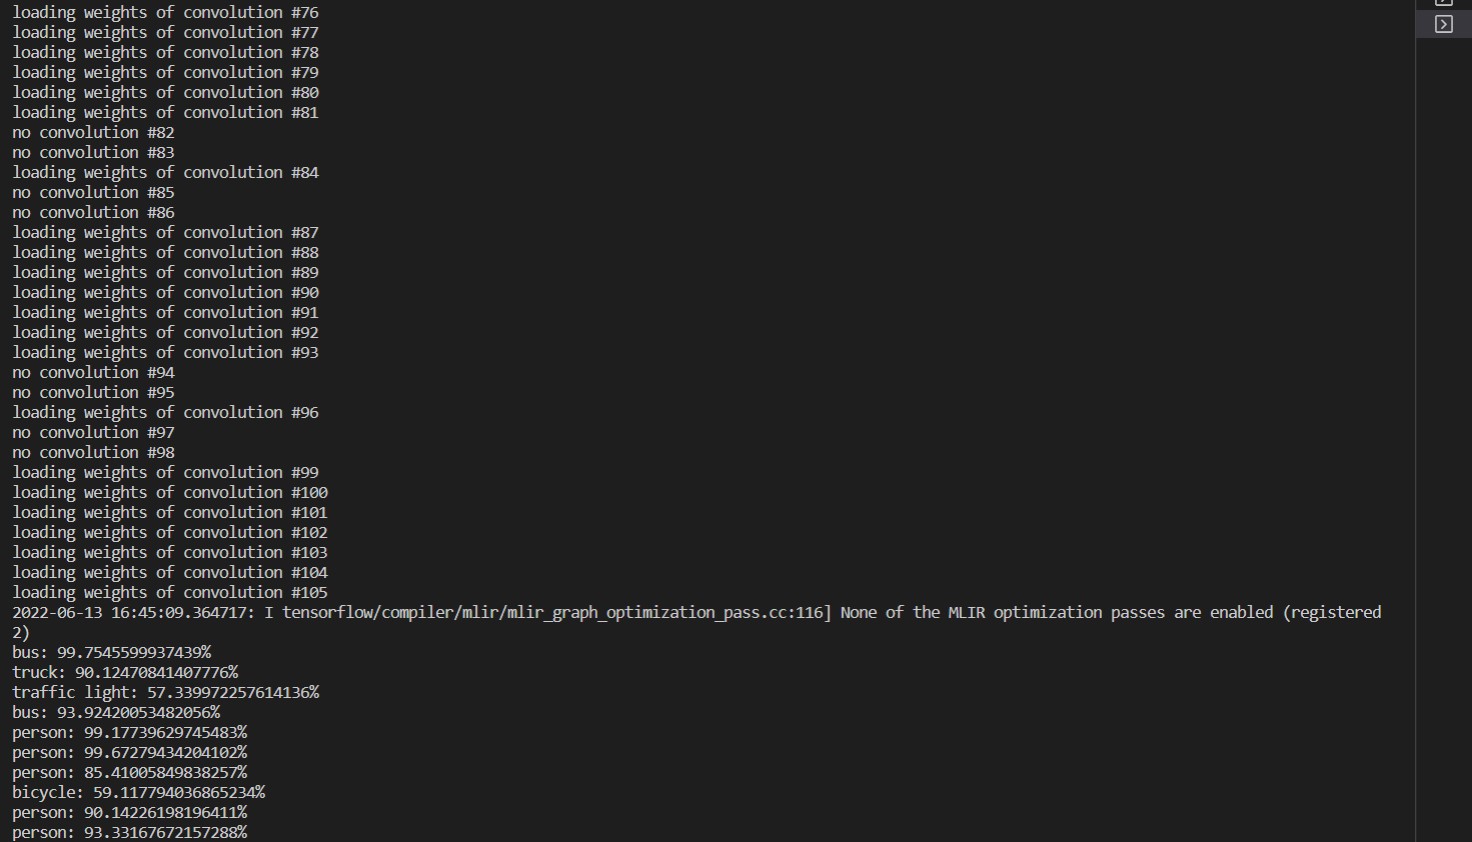 loading weights of convolution #76
loading weights of convolution #77
loading weights of convolution #78
loading weights of convolution #79
loading weights of convolution #80
loading weights of convolution #81
no convolution #82
no convolution #83
loading weights of convolution #84
no convolution #85
no convolution #86
loading weights of convolution #87
loading weights of convolution #88
loading weights of convolution #89
loading weights of convolution #90
loading weights of convolution #91
loading weights of convolution #92
loading weights of convolution #93
no convolution #94
no convolution #95
loading weights of convolution #96
no convolution #97
no convolution #98
loading weights of convolution #99
loading weights of convolution #100
loading weights of convolution #101
loading weights of convolution #102
loading weights of convolution #103
loading weights of convolution #104
loading weights of convolution #105
2022-06-13 16:45:09.364717: I tensorflow/compiler/mlir/mlir_graph_optimization_pass.cc:116] None of the MLIR optimization passes are enabled (registered
2)
bus: 99.7545599937439%
truck: 90.12470841407776%
traffic light: 57.339972257614136%
bus: 93.92420053482056%
person: 99.17739629745483%
person: 99.67279434204102%
person: 85.41005849838257%
bicycle: 59.117794036865234%
person: 90.14226198196411%
person: 93.33167672157288%